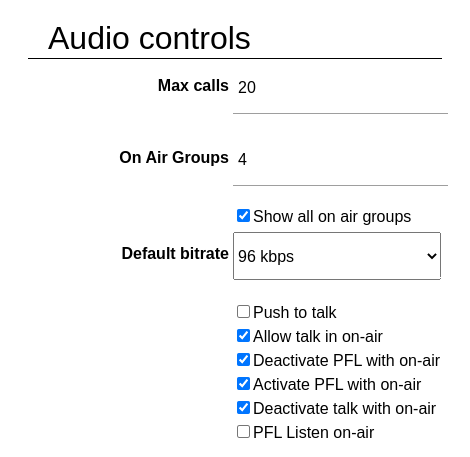 Audio controls
Max calls 20
On Air Groups 4
Show all on air groups
Default bitrate 96 kbps
Push to talk
Allow talk in on-air
Deactivate PFL with on-air
Activate PFL with on-air
Deactivate talk with on-air
PFL Listen on-air